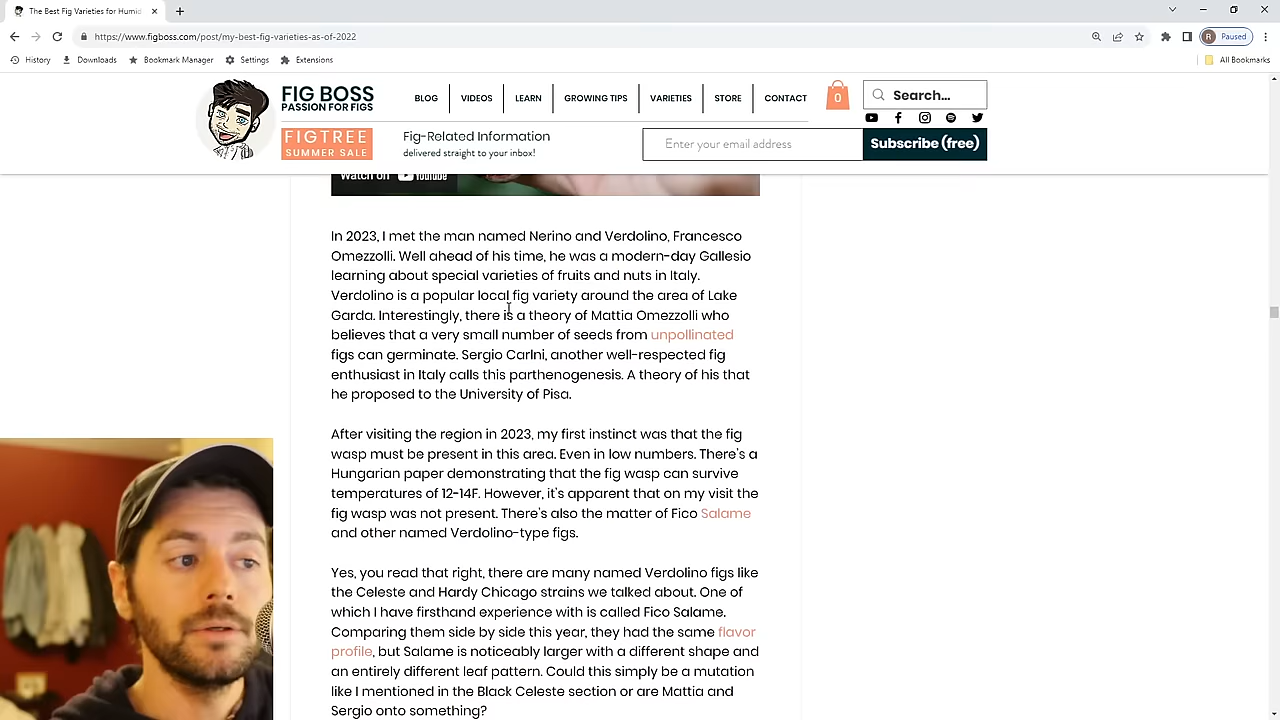 The Best Fig Varieties for Humid
https://www.figboss.com/post/my-best-fig-varieties-as-of-2022
R Paused
History Downloads Bookmark Manager Settings Extensions All Bookmarks
FIG BOSS
PASSION FOR FIGS
BLOG VIDEOS LEARN GROWING TIPS VARIETIES STORE CONTACT 0 Search...
FIGTREE
SUMMER SALE
Fig-Related Information
delivered straight to your inbox!
Enter your email address Subscribe (free)
Watch on YouTube
In 2023, I met the man named Nerino and Verdolino, Francesco
Omezzolli. Well ahead of his time, he was a modern-day Gallesio
learning about special varieties of fruits and nuts in Italy.
Verdolino is a popular local fig variety around the area of Lake
Garda. Interestingly, there is a theory of Mattia Omezzolli who
believes that a very small number of seeds from unpollinated
figs can germinate. Sergio Carlni, another well-respected fig
enthusiast in Italy calls this parthenogenesis. A theory of his that
he proposed to the University of Pisa.
After visiting the region in 2023, my first instinct was that the fig
wasp must be present in this area. Even in low numbers. There's a
Hungarian paper demonstrating that the fig wasp can survive
temperatures of 12-14F. However, it's apparent that on my visit the
fig wasp was not present. There's also the matter of Fico Salame
and other named Verdolino-type figs.
Yes, you read that right, there are many named Verdolino figs like
the Celeste and Hardy Chicago strains we talked about. One of
which I have firsthand experience with is called Fico Salame.
Comparing them side by side this year, they had the same flavor
profile, but Salame is noticeably larger with a different shape and
an entirely different leaf pattern. Could this simply be a mutation
like I mentioned in the Black Celeste section or are Mattia and
Sergio onto something?